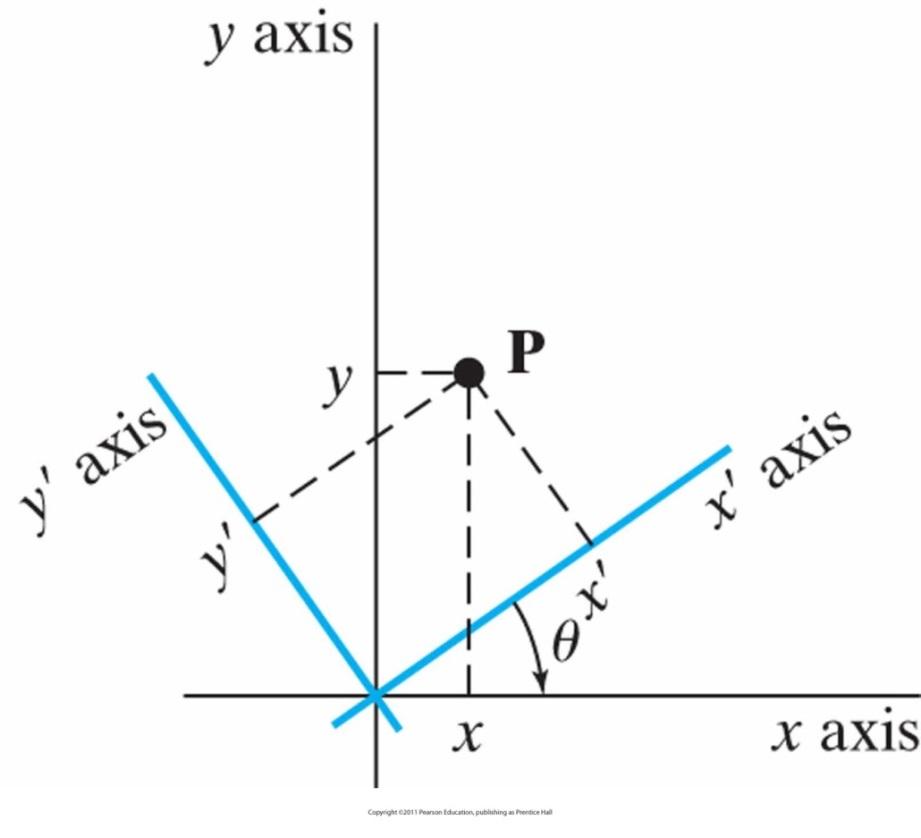 y axis
y
P
y' axis
x' axis
y'
x'
θ
x
x axis
Copyright ©2011 Pearson Education, publishing as Prentice Hall